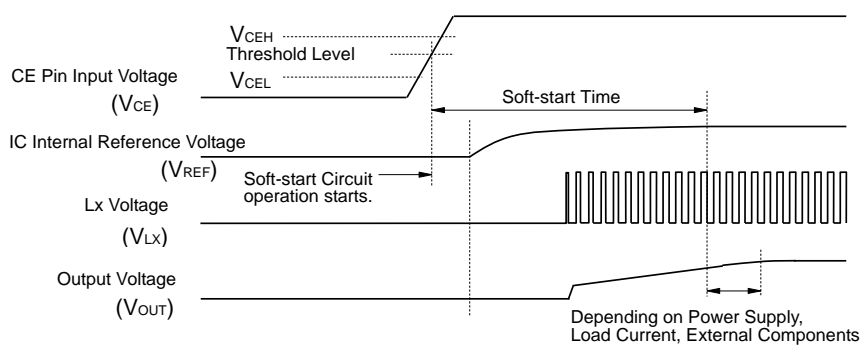 VCEH
Threshold Level
VCEL
CE Pin Input Voltage
(VCE)
Soft-start Time
IC Internal Reference Voltage
(VREF)
Soft-start Circuit
operation starts.
Lx Voltage
(VLX)
Output Voltage
(VOUT)
Depending on Power Supply,
Load Current, External Components